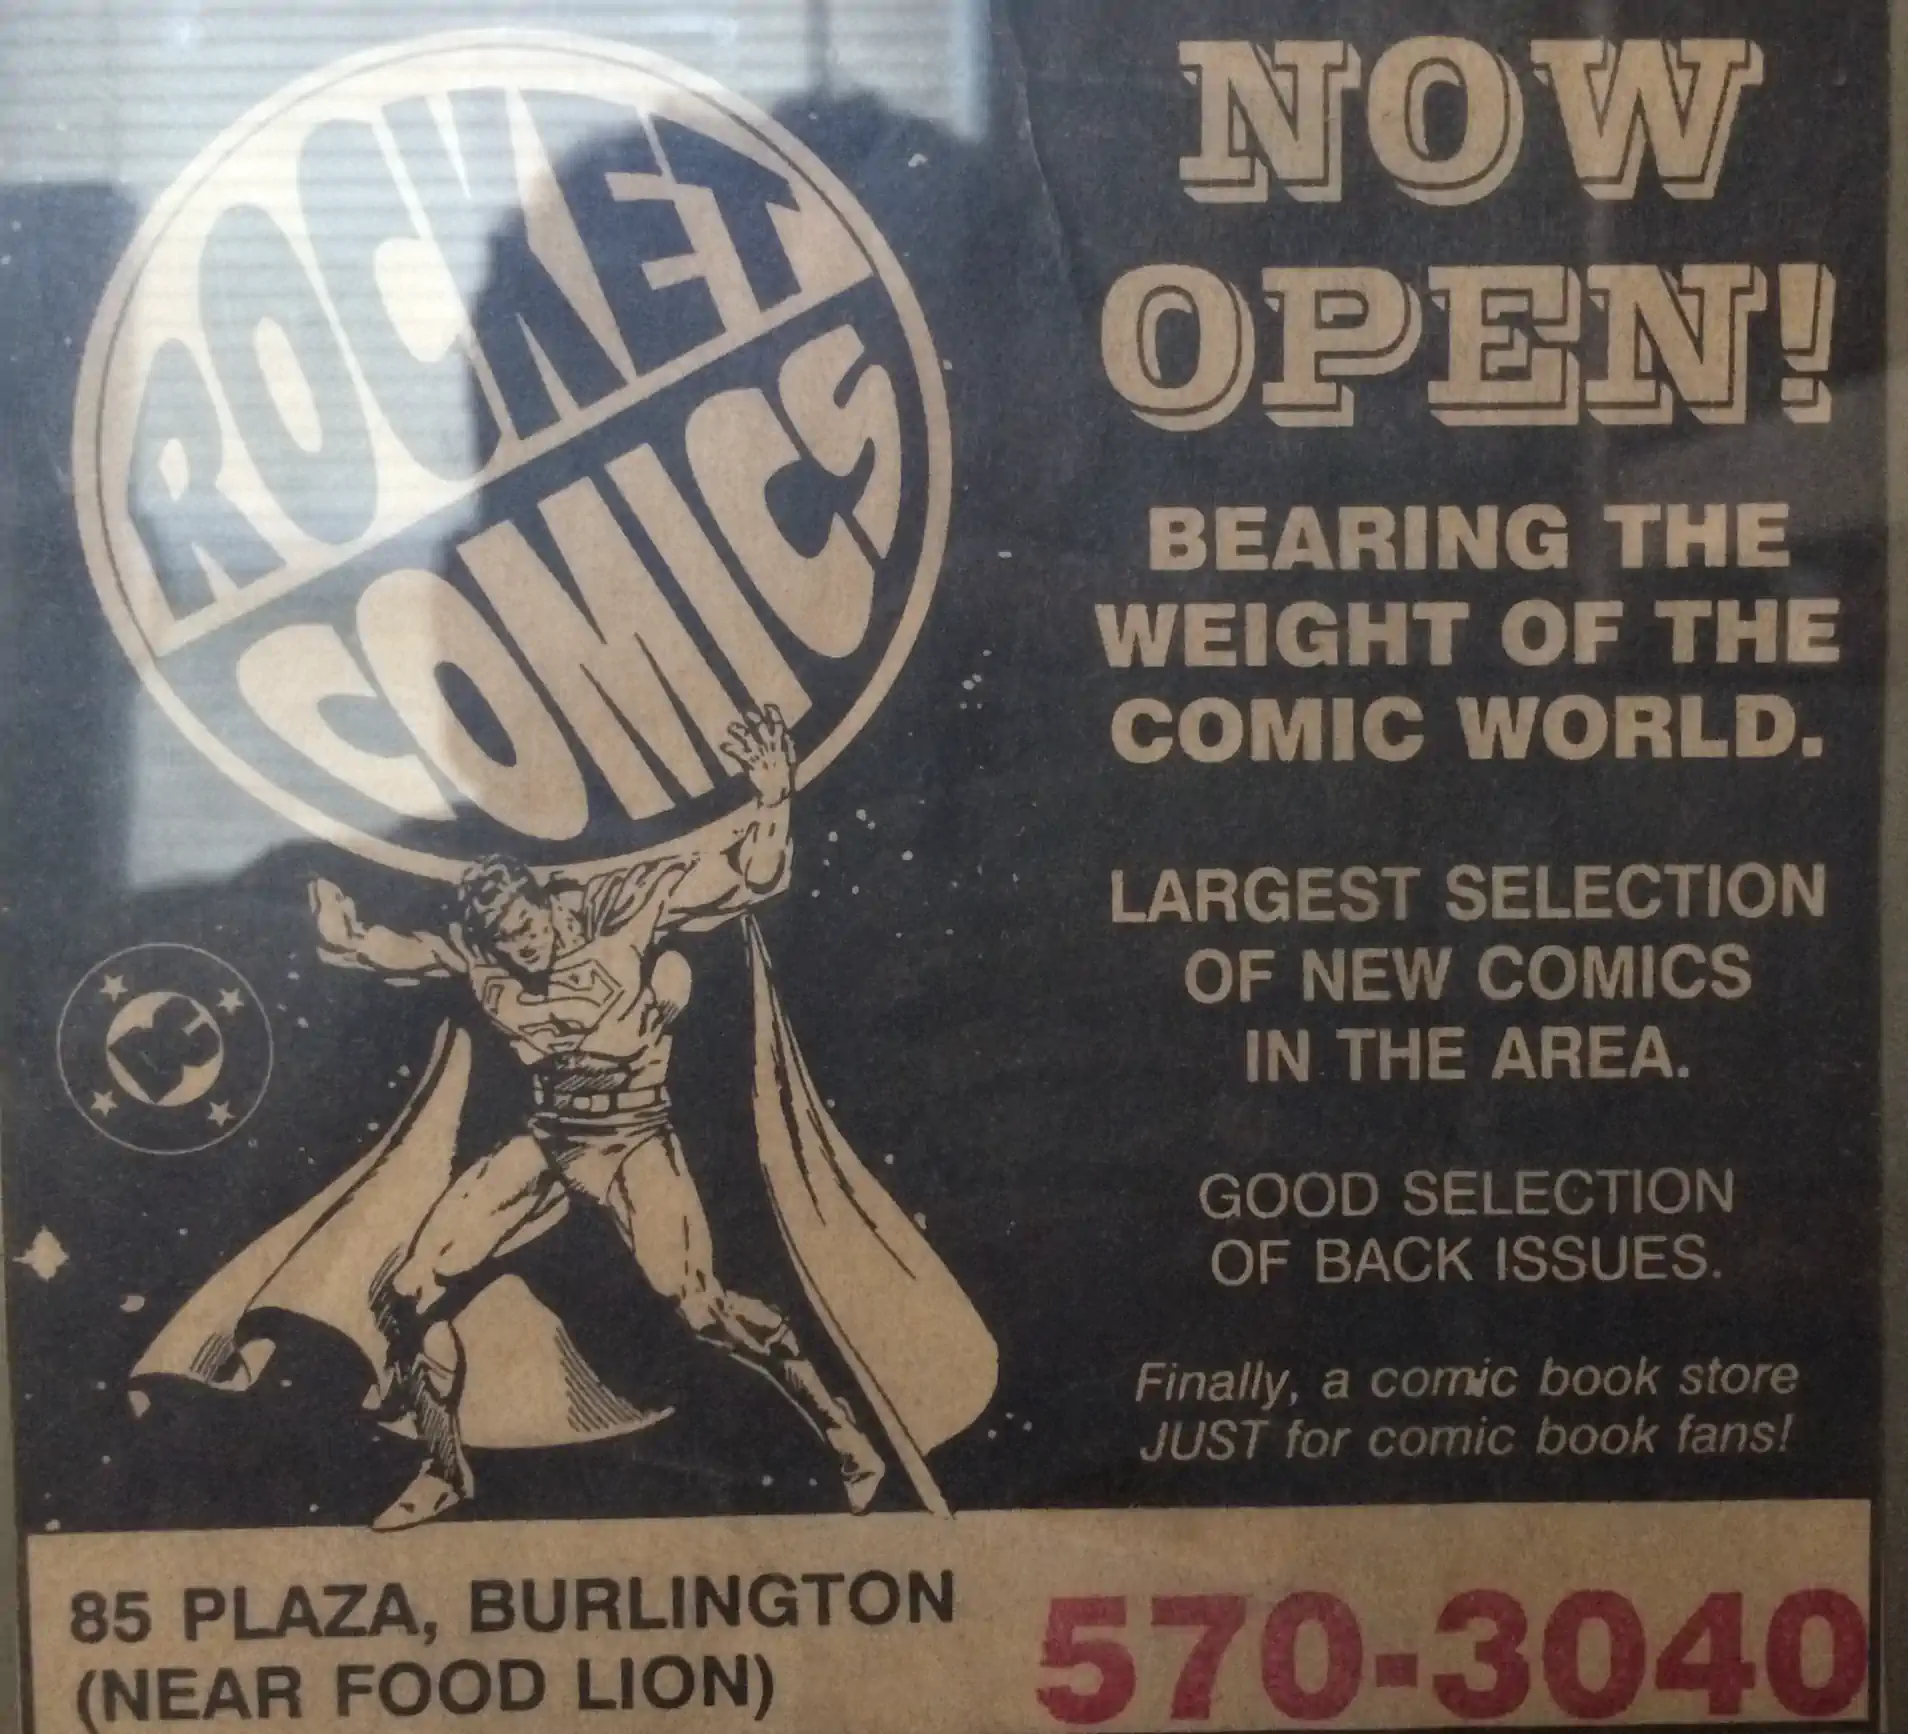 ROCKET
COMICS
DC
NOW
OPEN!
BEARING THE
WEIGHT OF THE
COMIC WORLD.
LARGEST SELECTION
OF NEW COMICS
IN THE AREA.
GOOD SELECTION
OF BACK ISSUES.
Finally, a comic book store
JUST for comic book fans!
85 PLAZA, BURLINGTON
(NEAR FOOD LION)
570-3040